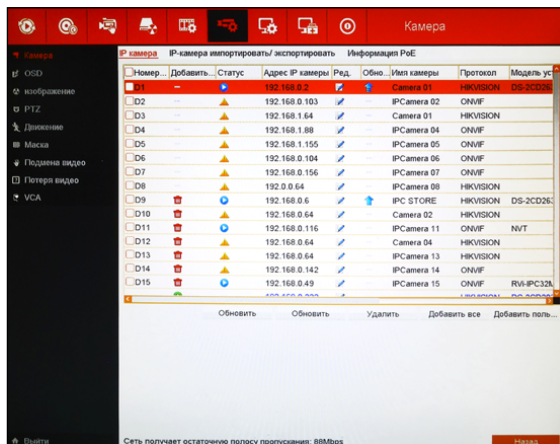 Камера
IP камера IP-камера импортировать/ экспортировать Информация PoE
Камера
OSD
изображение
PTZ
Движение
Маска
Подмена видео
Потеря видео
VCA
Номер... Добавить... Статус Адрес IP камеры Ред. Обно... Имя камеры Протокол Модель ус
D1 192.168.0.2 Camera 01 HIKVISION DS-2CD263
D2 192.168.0.103 IPCamera 02 ONVIF
D3 192.168.1.64 Camera 01 HIKVISION
D4 192.168.1.88 IPCamera 04 ONVIF
D5 192.168.1.155 IPCamera 05 ONVIF
D6 192.168.0.104 IPCamera 06 ONVIF
D7 192.168.0.156 IPCamera 07 ONVIF
D8 192.0.0.64 IPCamera 08 HIKVISION
D9 192.168.0.6 IPC STORE HIKVISION DS-2CD263
D10 192.168.0.64 Camera 02 HIKVISION
D11 192.168.0.116 IPCamera 11 ONVIF NVT
D12 192.168.0.64 Camera 04 HIKVISION
D13 192.168.0.64 IPCamera 13 HIKVISION
D14 192.168.0.142 IPCamera 14 ONVIF
D15 192.168.0.49 IPCamera 15 ONVIF RVi-IPC32M
Обновить Обновить Удалить Добавить все Добавить поль...
Выйти
Сеть получает остаточную полосу пропускания: 88Mbps
Назад